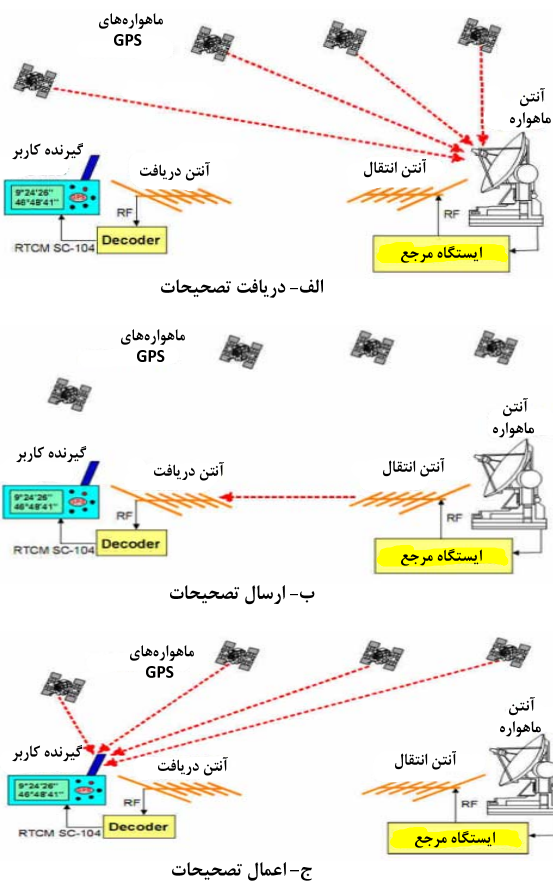 ماهواره‌های
GPS
آنتن
ماهواره
گیرنده کاربر
آنتن دریافت
آنتن انتقال
9°24'26"
46°48'41"
RF
RF
RTCM SC-104
Decoder
ایستگاه مرجع
الف- دریافت تصحیحات
ماهواره‌های
GPS
آنتن
ماهواره
گیرنده کاربر
آنتن دریافت
آنتن انتقال
9°24'26"
46°48'41"
RF
RF
RTCM SC-104
Decoder
ایستگاه مرجع
ب- ارسال تصحیحات
ماهواره‌های
GPS
آنتن
ماهواره
گیرنده کاربر
آنتن دریافت
آنتن انتقال
9°24'26"
46°48'41"
RF
RF
RTCM SC-104
Decoder
ایستگاه مرجع
ج- اعمال تصحیحات